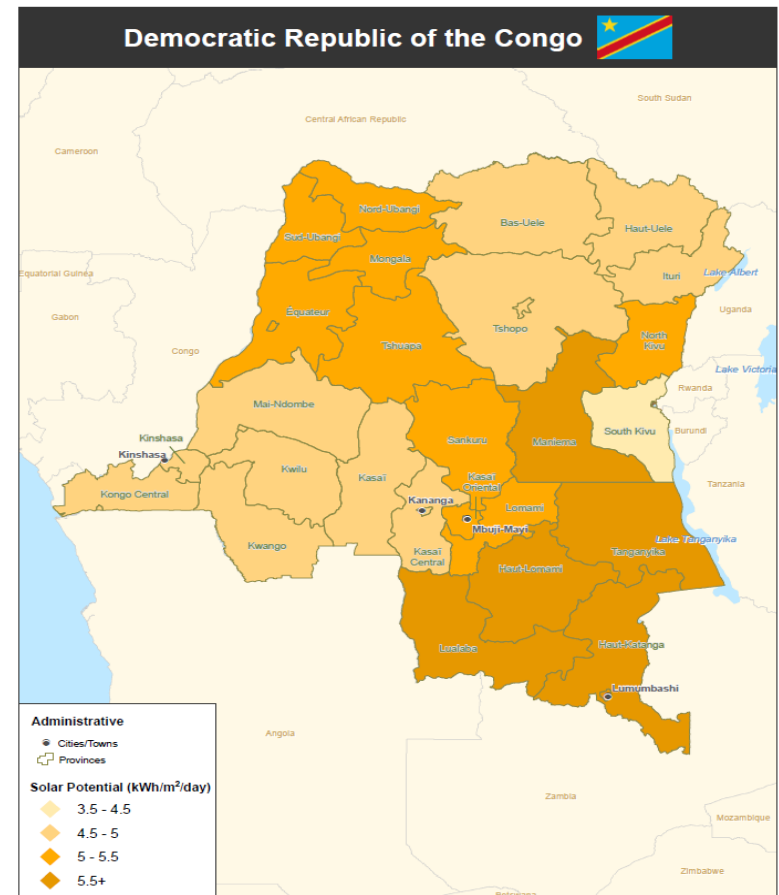 Democratic Republic of the Congo
South Sudan
Central African Republic
Cameroon
Nord-Ubangi
Bas-Uele
Haut-Uele
Sud-Ubangi
Mongala
Ituri
Lake Albert
Equatorial Guinea
Uganda
Gabon
Équateur
Tshopo
North
Kivu
Congo
Tshuapa
Lake Victoria
Rwanda
Mai-Ndombe
South Kivu
Burundi
Kinshasa
Kinshasa
Sankuru
Maniema
Kwilu
Kasaï
Kasaï
Oriental
Tanzania
Kongo Central
Kananga
Lomami
Mbuji-Mayi
Kwango
Kasaï
Central
Lake Tanganyika
Tanganyika
Haut-Lomami
Lualaba
Haut-Katanga
Lumumbashi
Angola
Zambia
Mozambique
Zimbabwe
Botswana
Administrative
Cities/Towns
Provinces
Solar Potential (kWh/m²/day)
3.5 - 4.5
4.5 - 5
5 - 5.5
5.5+